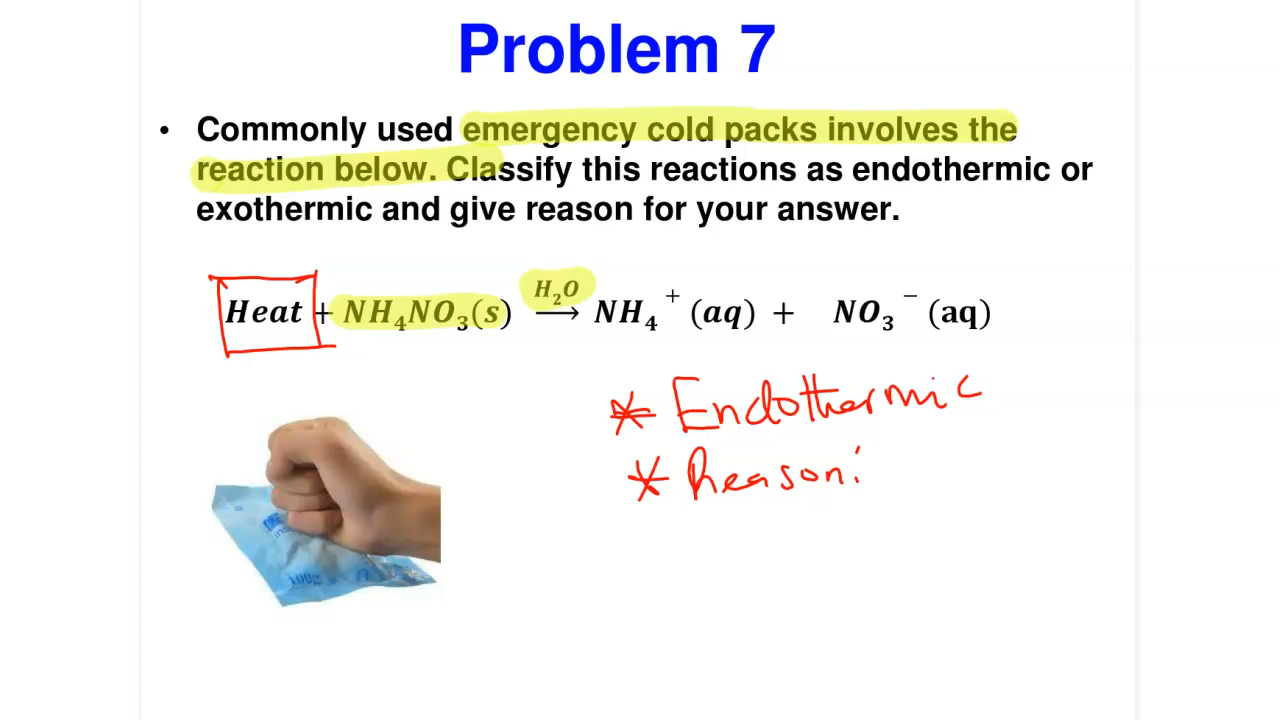 Problem 7
• Commonly used emergency cold packs involves the
reaction below. Classify this reactions as endothermic or
exothermic and give reason for your answer.
Heat + NH₄NO₃(s) ⟶ NH₄⁺(aq) + NO₃⁻(aq)
H₂O
* Endothermic
* Reason:
100g